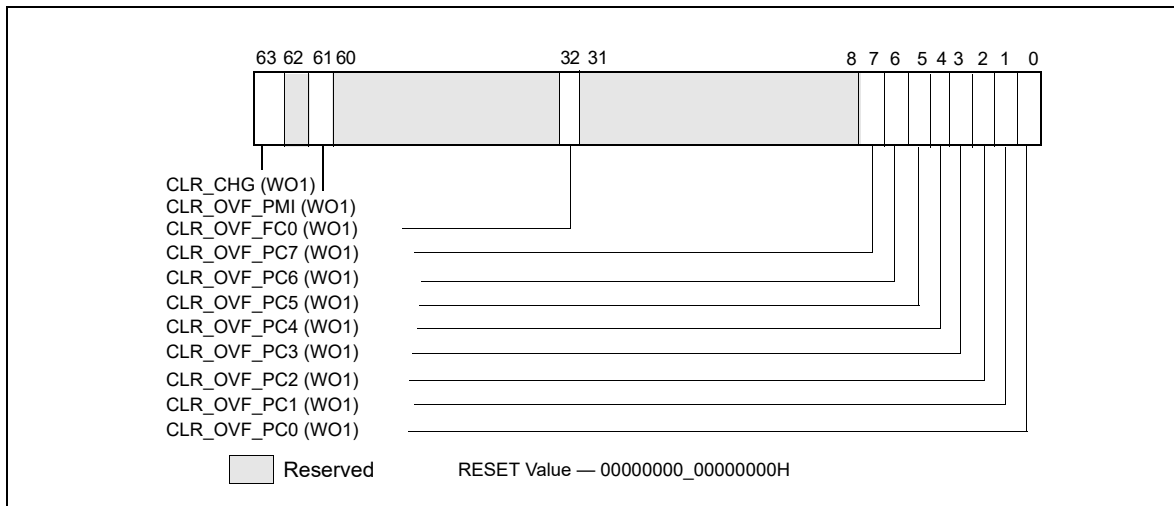 63 62 61 60 32 31 8 7 6 5 4 3 2 1 0
CLR_CHG (WO1)
CLR_OVF_PMI (WO1)
CLR_OVF_FC0 (WO1)
CLR_OVF_PC7 (WO1)
CLR_OVF_PC6 (WO1)
CLR_OVF_PC5 (WO1)
CLR_OVF_PC4 (WO1)
CLR_OVF_PC3 (WO1)
CLR_OVF_PC2 (WO1)
CLR_OVF_PC1 (WO1)
CLR_OVF_PC0 (WO1)
Reserved RESET Value — 00000000_00000000H